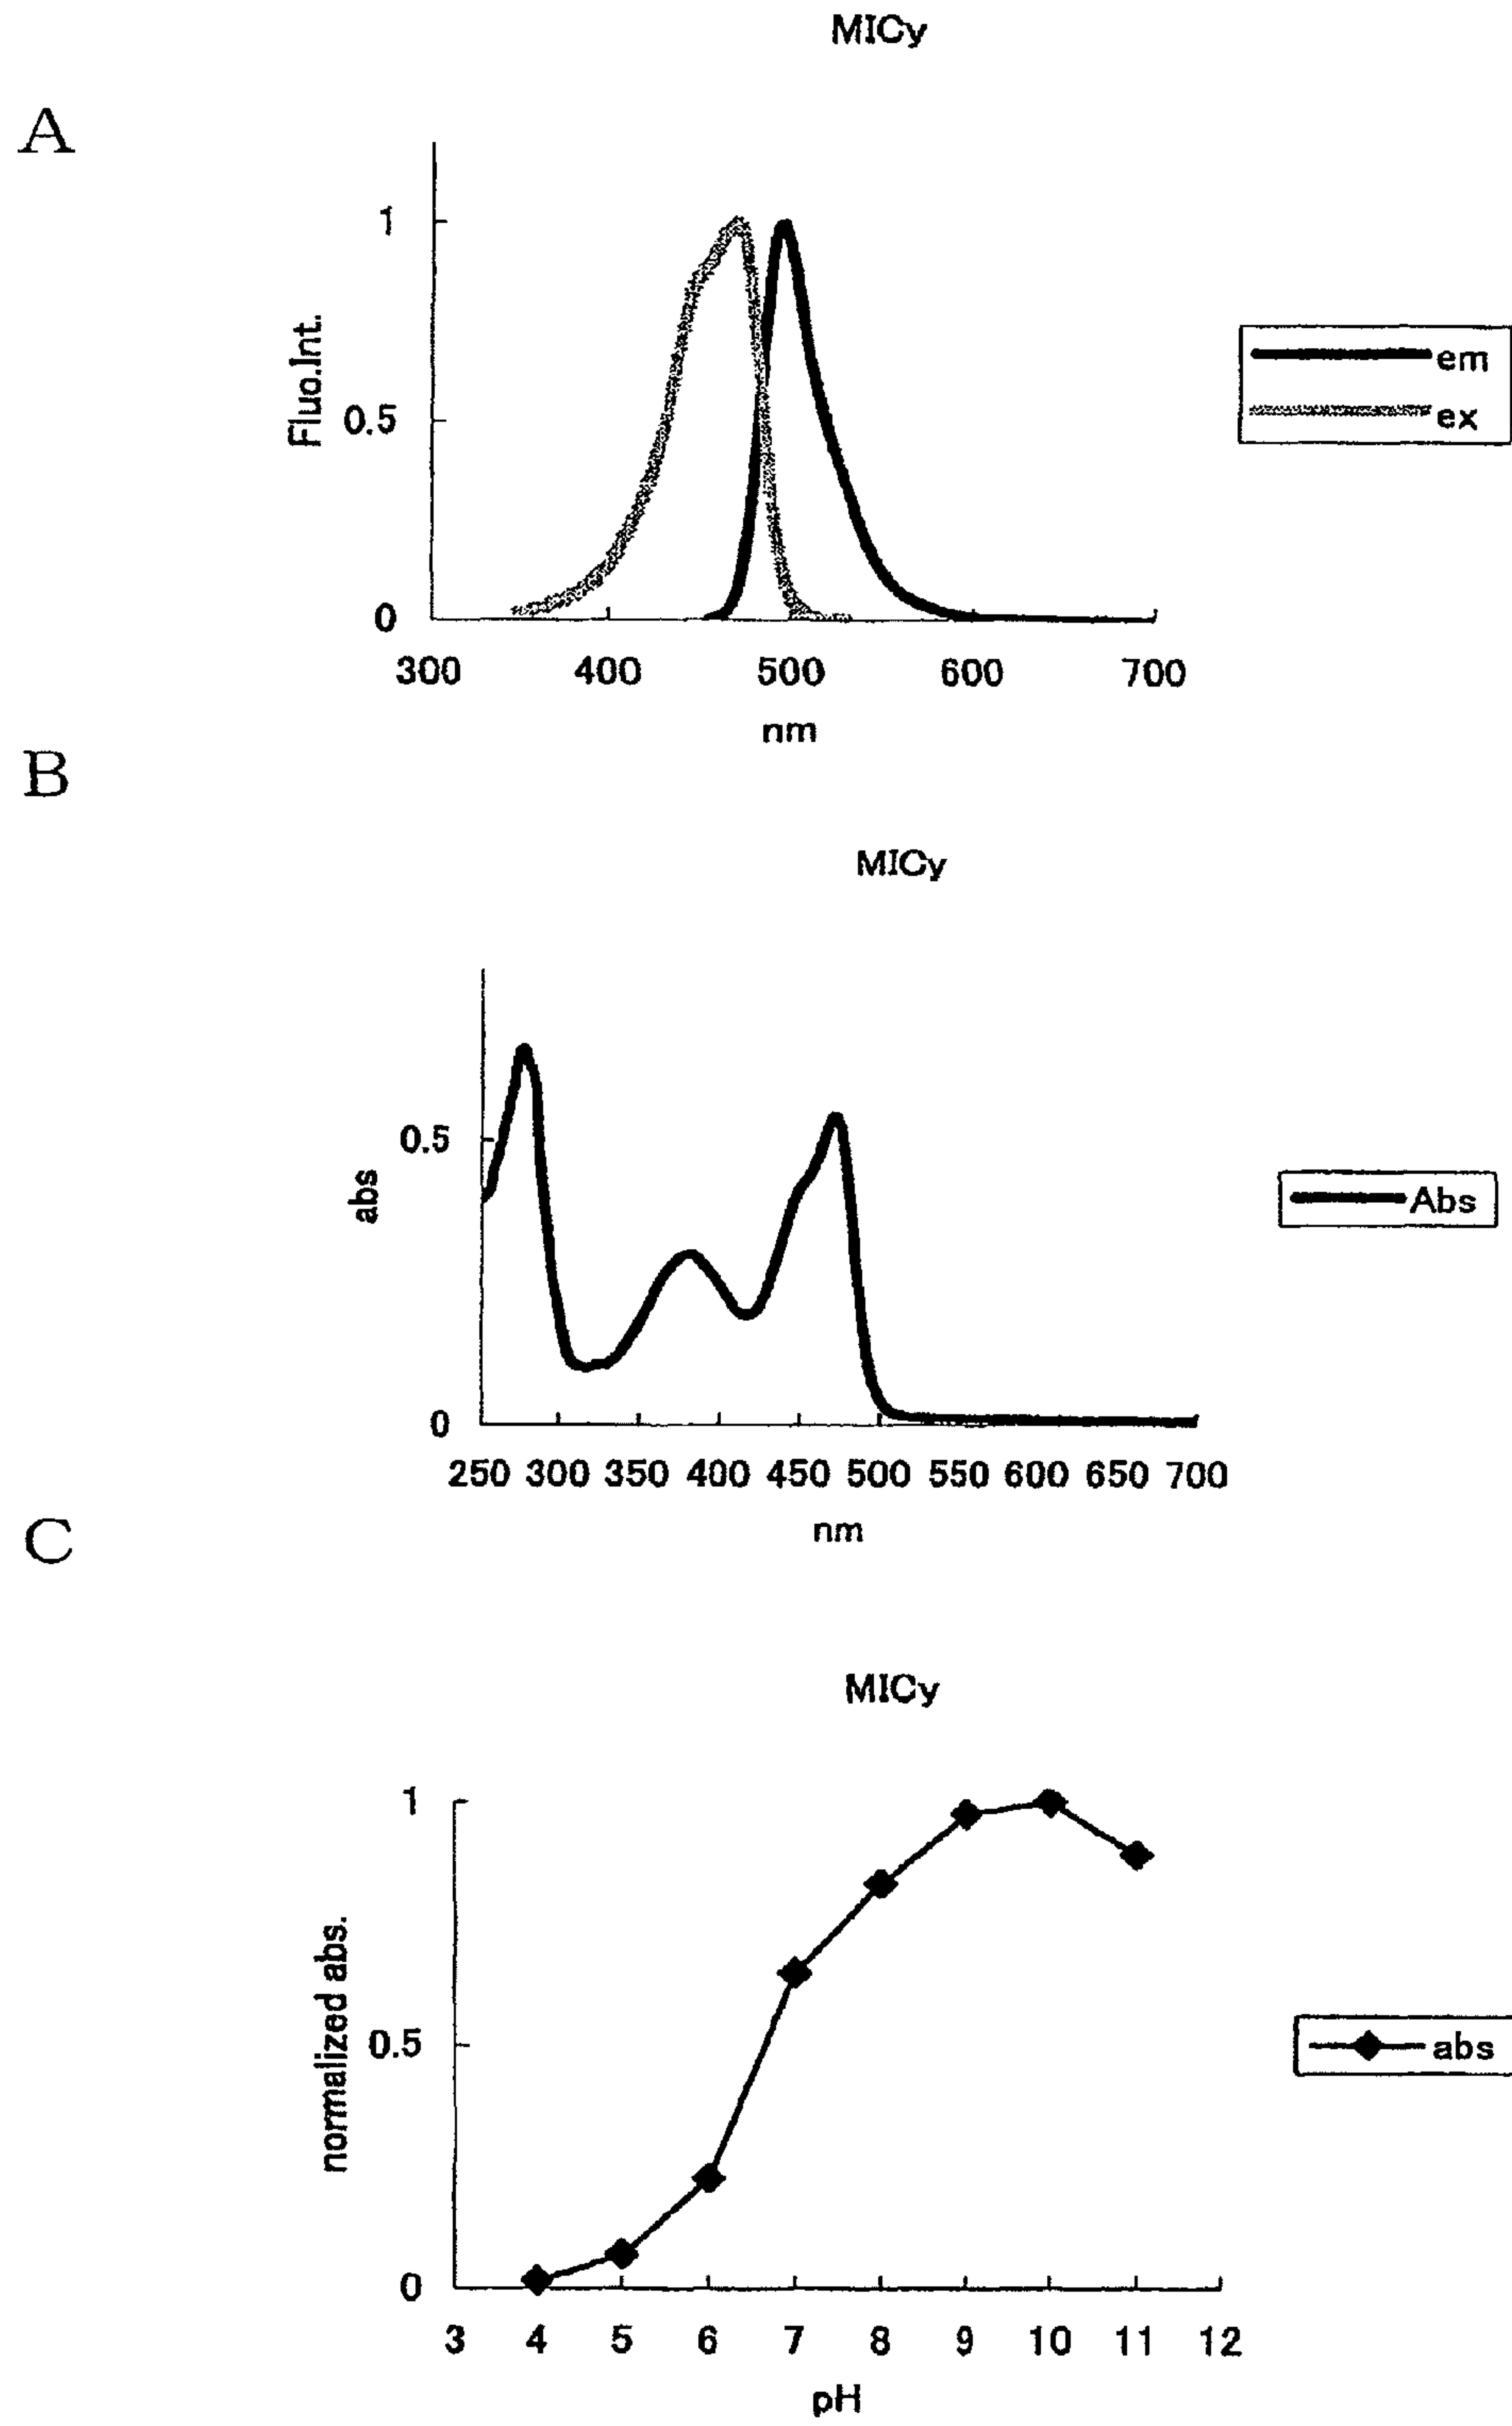 MICy
A
1
Fluo.Int.
0.5
0
em
ex
300 400 500 600 700
nm
B
MICy
0.5
abs
0
Abs
250 300 350 400 450 500 550 600 650 700
nm
C
MICy
1
normalized abs.
0.5
0
abs
3 4 5 6 7 8 9 10 11 12
pH